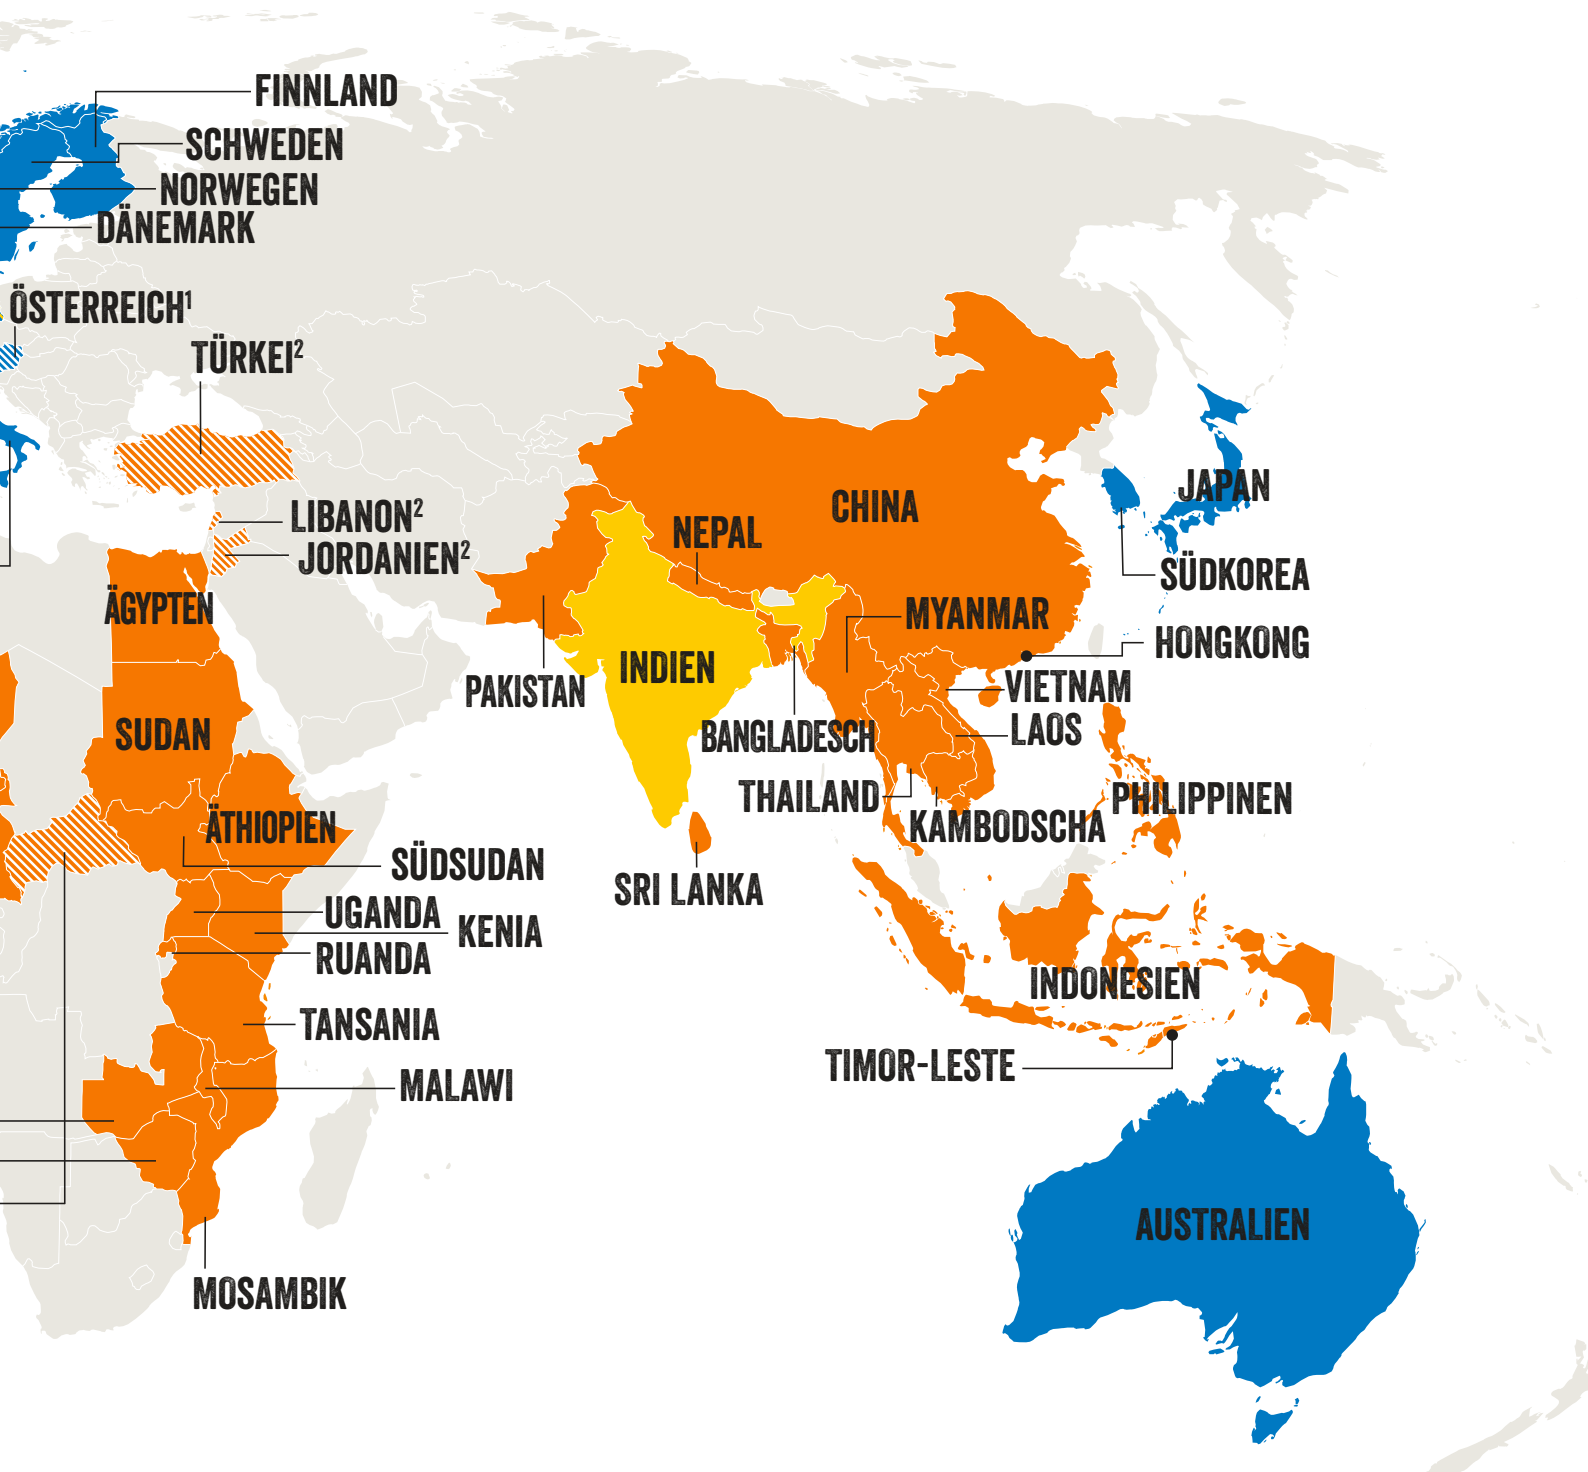 FINNLAND
SCHWEDEN
NORWEGEN
DÄNEMARK
ÖSTERREICH¹
TÜRKEI²
LIBANON²
JORDANIEN²
ÄGYPTEN
SUDAN
ÄTHIOPIEN
SÜDSUDAN
UGANDA
KENIA
RUANDA
TANSANIA
MALAWI
MOSAMBIK
CHINA
NEPAL
JAPAN
SÜDKOREA
MYANMAR
HONGKONG
INDIEN
PAKISTAN
VIETNAM
BANGLADESCH
LAOS
THAILAND
PHILIPPINEN
KAMBODSCHA
SRI LANKA
INDONESIEN
TIMOR-LESTE
AUSTRALIEN